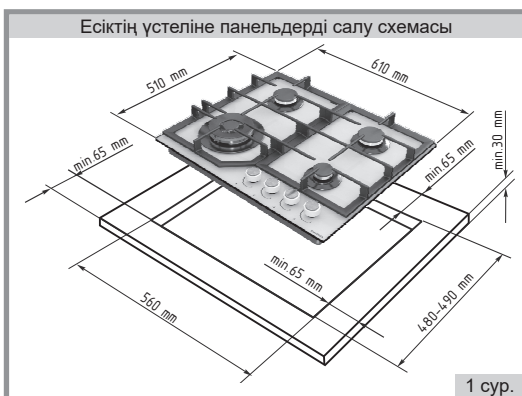 Есіктің үстеліне панельдерді салу схемасы
510 mm
610 mm
min.65 mm
min.65 mm
min.30 mm
min.65 mm
560 mm
480-490 mm
1 сур.